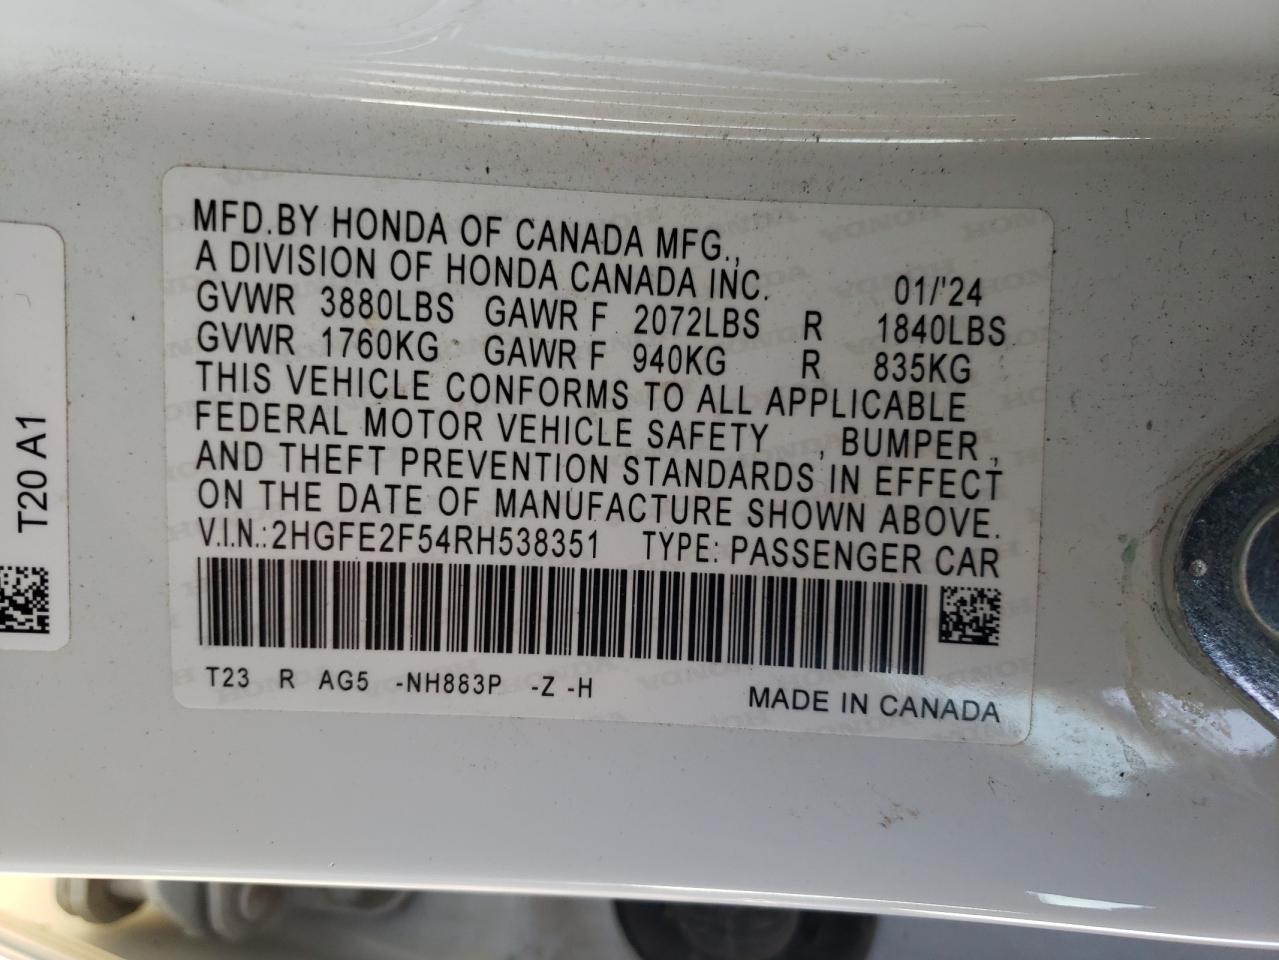 MFD.BY HONDA OF CANADA MFG.,
A DIVISION OF HONDA CANADA INC. 01/'24
GVWR 3880LBS GAWR F 2072LBS R 1840LBS
GVWR 1760KG GAWR F 940KG R 835KG
THIS VEHICLE CONFORMS TO ALL APPLICABLE
FEDERAL MOTOR VEHICLE SAFETY , BUMPER ,
AND THEFT PREVENTION STANDARDS IN EFFECT
ON THE DATE OF MANUFACTURE SHOWN ABOVE.
V.I.N.:2HGFE2F54RH538351 TYPE: PASSENGER CAR
T23 R AG5 -NH883P -Z -H
MADE IN CANADA
T20 A1